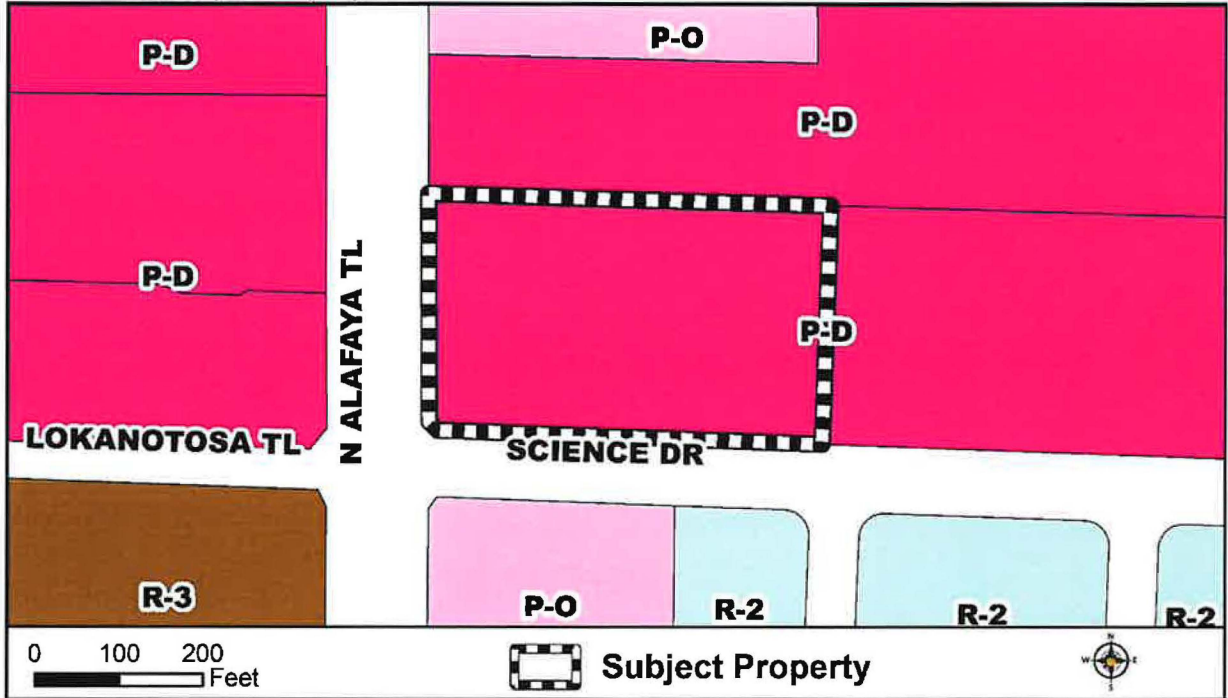 P-D
P-O
P-D
P-D
P-D
N ALAFAYA TL
LOKANOTOSA TL
SCIENCE DR
R-3
P-O
R-2
R-2
R-2
0 100 200
Feet
Subject Property
N
W E
S